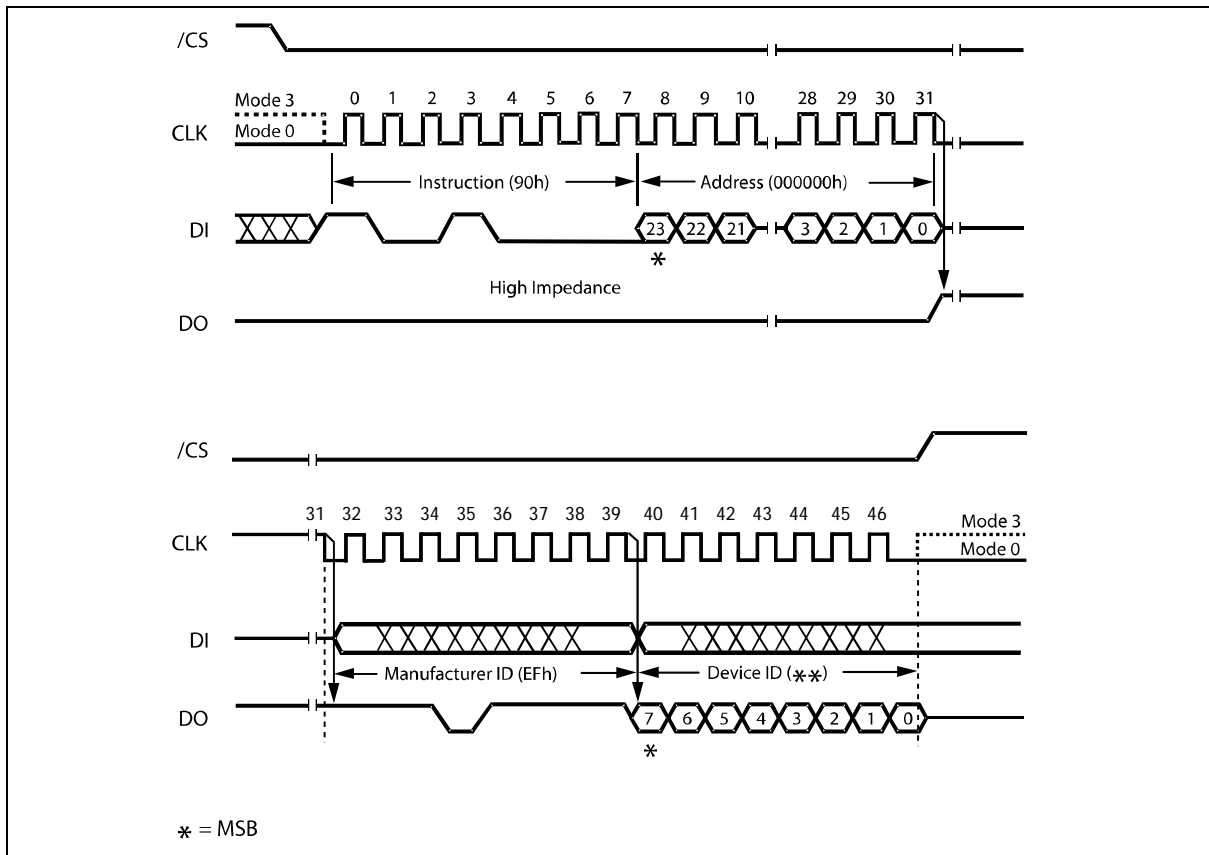 /CS
Mode 3
0 1 2 3 4 5 6 7 8 9 10 28 29 30 31
CLK
Mode 0
Instruction (90h) Address (000000h)
DI 23 22 21 3 2 1 0
*
High Impedance
DO
/CS
31 32 33 34 35 36 37 38 39 40 41 42 43 44 45 46
Mode 3
CLK
Mode 0
DI
Manufacturer ID (EFh) Device ID (**)
DO 7 6 5 4 3 2 1 0
*
* = MSB